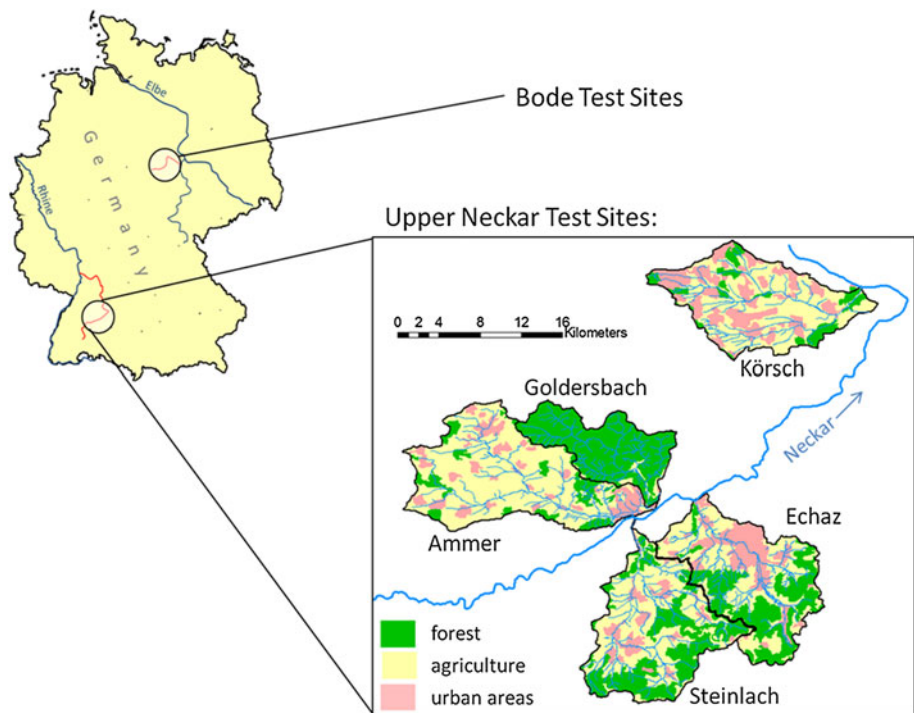 Elbe
Bode Test Sites
Germany
Rhine
Upper Neckar Test Sites:
0 2 4 8 12 16
Kilometers
Körsch
Goldersbach
Neckar
Echaz
Ammer
forest
agriculture
urban areas
Steinlach